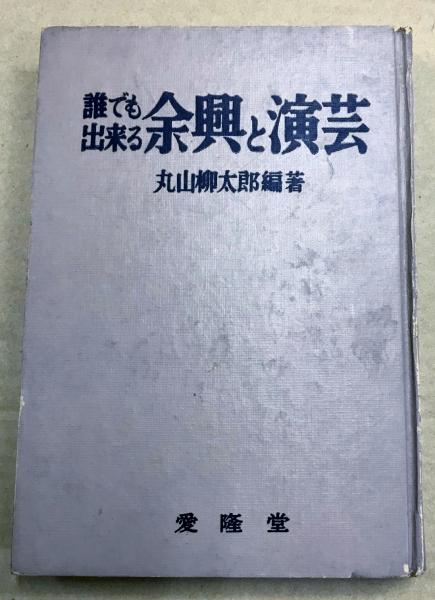 誰でも
出来る余興と演芸
丸山柳太郎編著
愛隆堂